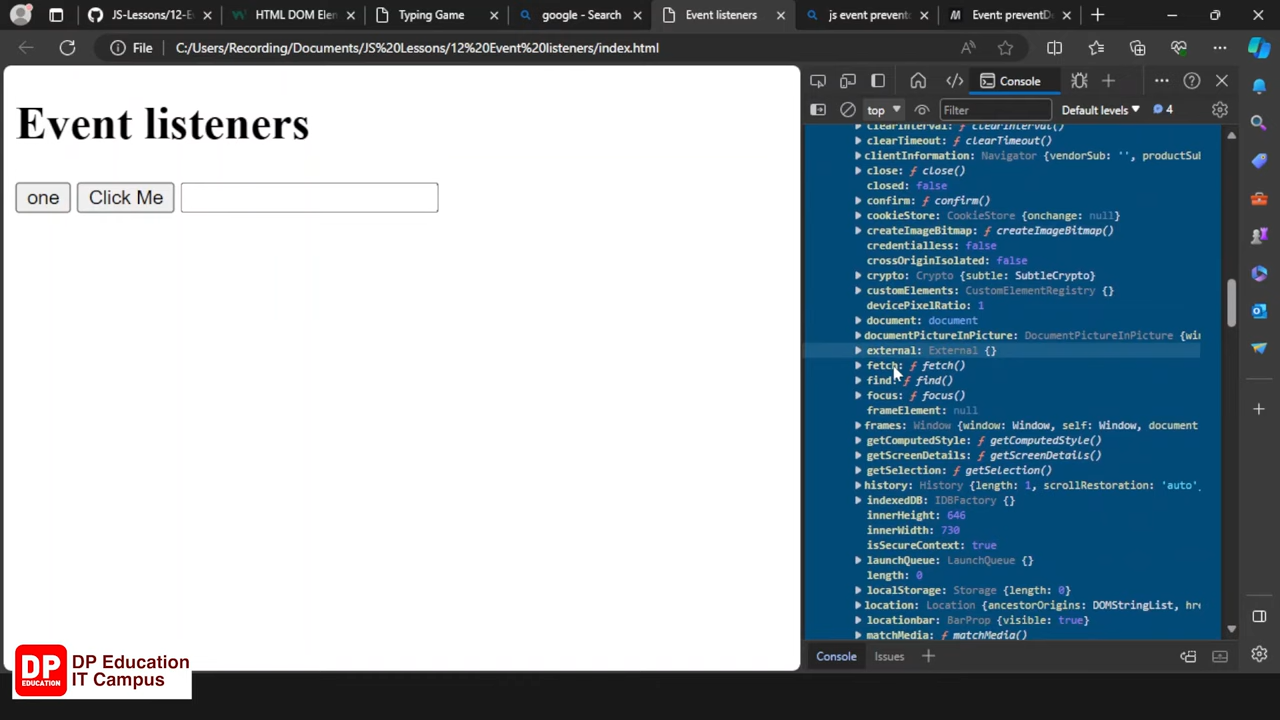 JS-Lessons/12-E
HTML DOM Elen
Typing Game
google - Search
Event listeners
js event prevent
Event: preventD
File
C:/Users/Recording/Documents/JS%20Lessons/12%20Event%20listeners/index.html
Event listeners
one
Click Me
Console
top
Filter
Default levels
4
clearInterval: ƒ clearInterval()
clearTimeout: ƒ clearTimeout()
clientInformation: Navigator {vendorSub: '', productSul
close: ƒ close()
closed: false
confirm: ƒ confirm()
cookieStore: CookieStore {onchange: null}
createImageBitmap: ƒ createImageBitmap()
credentialless: false
crossOriginIsolated: false
crypto: Crypto {subtle: SubtleCrypto}
customElements: CustomElementRegistry {}
devicePixelRatio: 1
document: document
documentPictureInPicture: DocumentPictureInPicture {win
external: External {}
fetch: ƒ fetch()
find: ƒ find()
focus: ƒ focus()
frameElement: null
frames: Window {window: Window, self: Window, document
getComputedStyle: ƒ getComputedStyle()
getScreenDetails: ƒ getScreenDetails()
getSelection: ƒ getSelection()
history: History {length: 1, scrollRestoration: 'auto',
indexedDB: IDBFactory {}
innerHeight: 646
innerWidth: 730
isSecureContext: true
launchQueue: LaunchQueue {}
length: 0
localStorage: Storage {length: 0}
location: Location {ancestorOrigins: DOMStringList, hre
locationbar: BarProp {visible: true}
matchMedia: ƒ matchMedia()
Console
Issues
DP
EDUCATION
DP Education
IT Campus